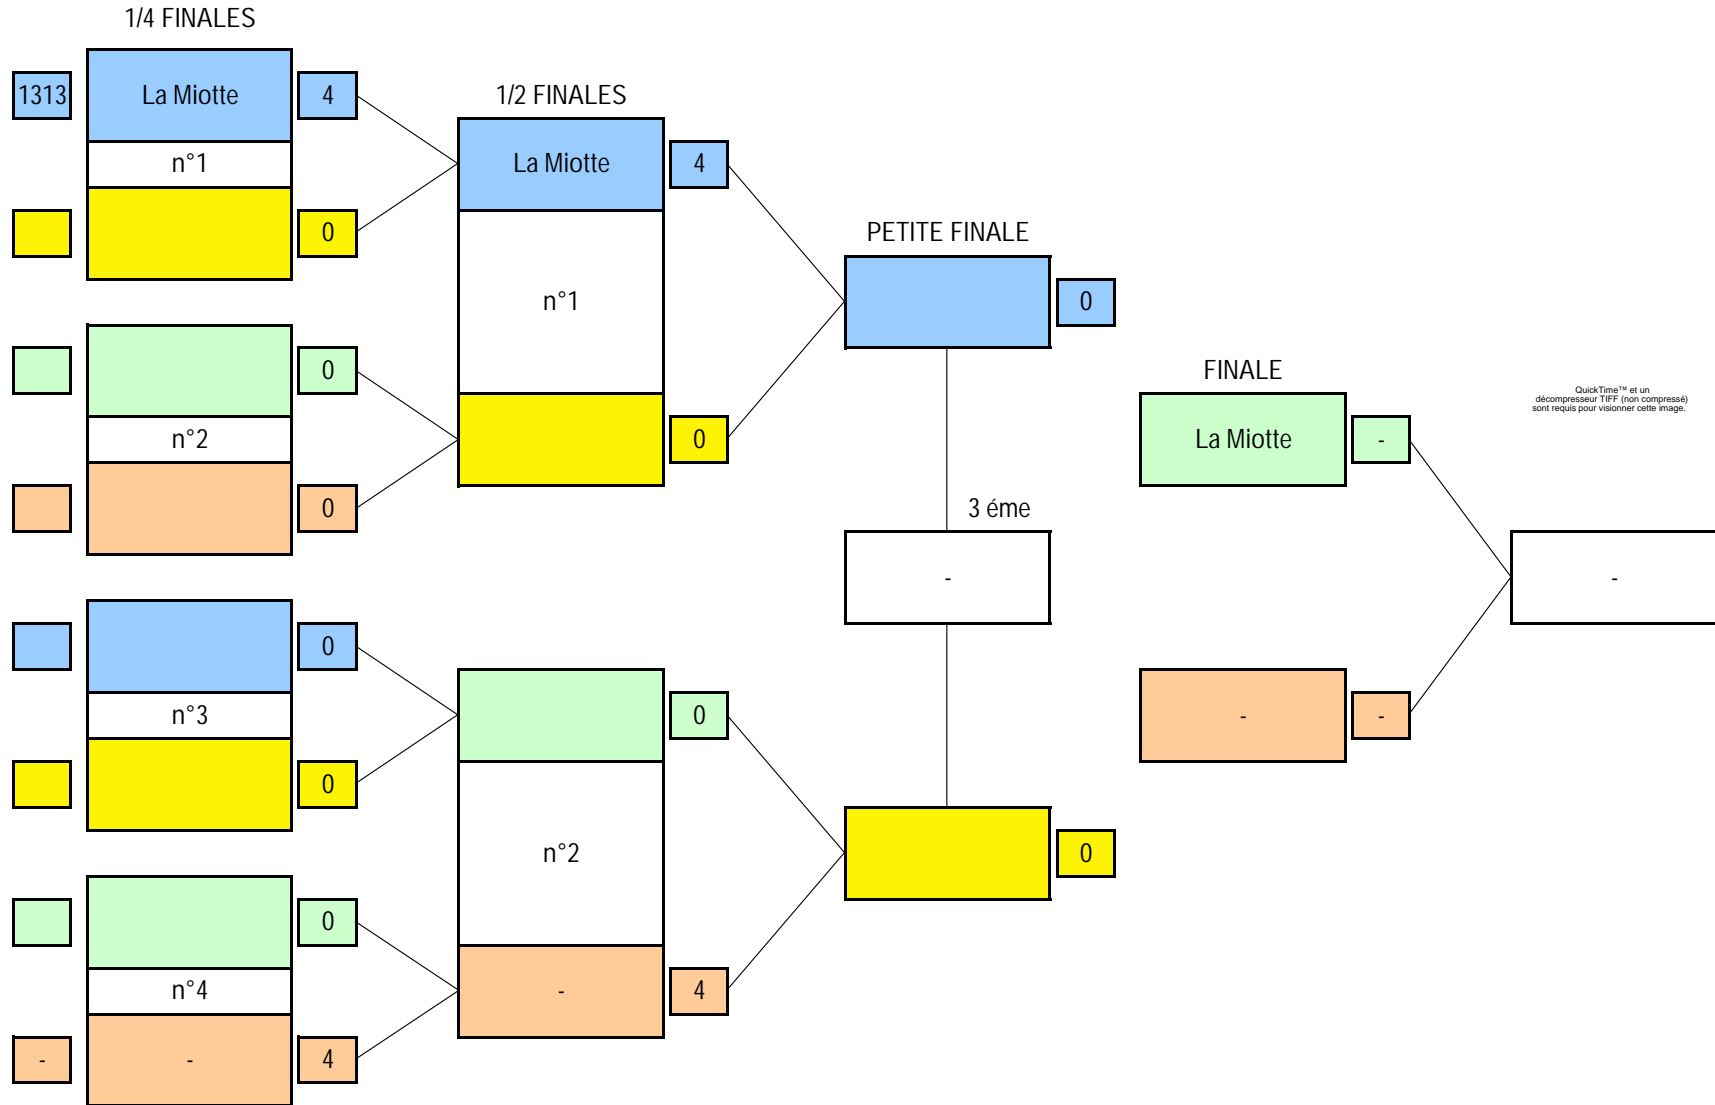 1/4 FINALES
1313
La Miotte
4
n°1
0
0
n°2
0
0
n°3
0
0
n°4
-
-
4
1/2 FINALES
La Miotte
4
n°1
0
0
n°2
-
4
PETITE FINALE
0
3 éme
-
0
FINALE
La Miotte
-
-
-
-
QuickTime™ et un
décompresseur TIFF (non compressé)
sont requis pour visionner cette image.